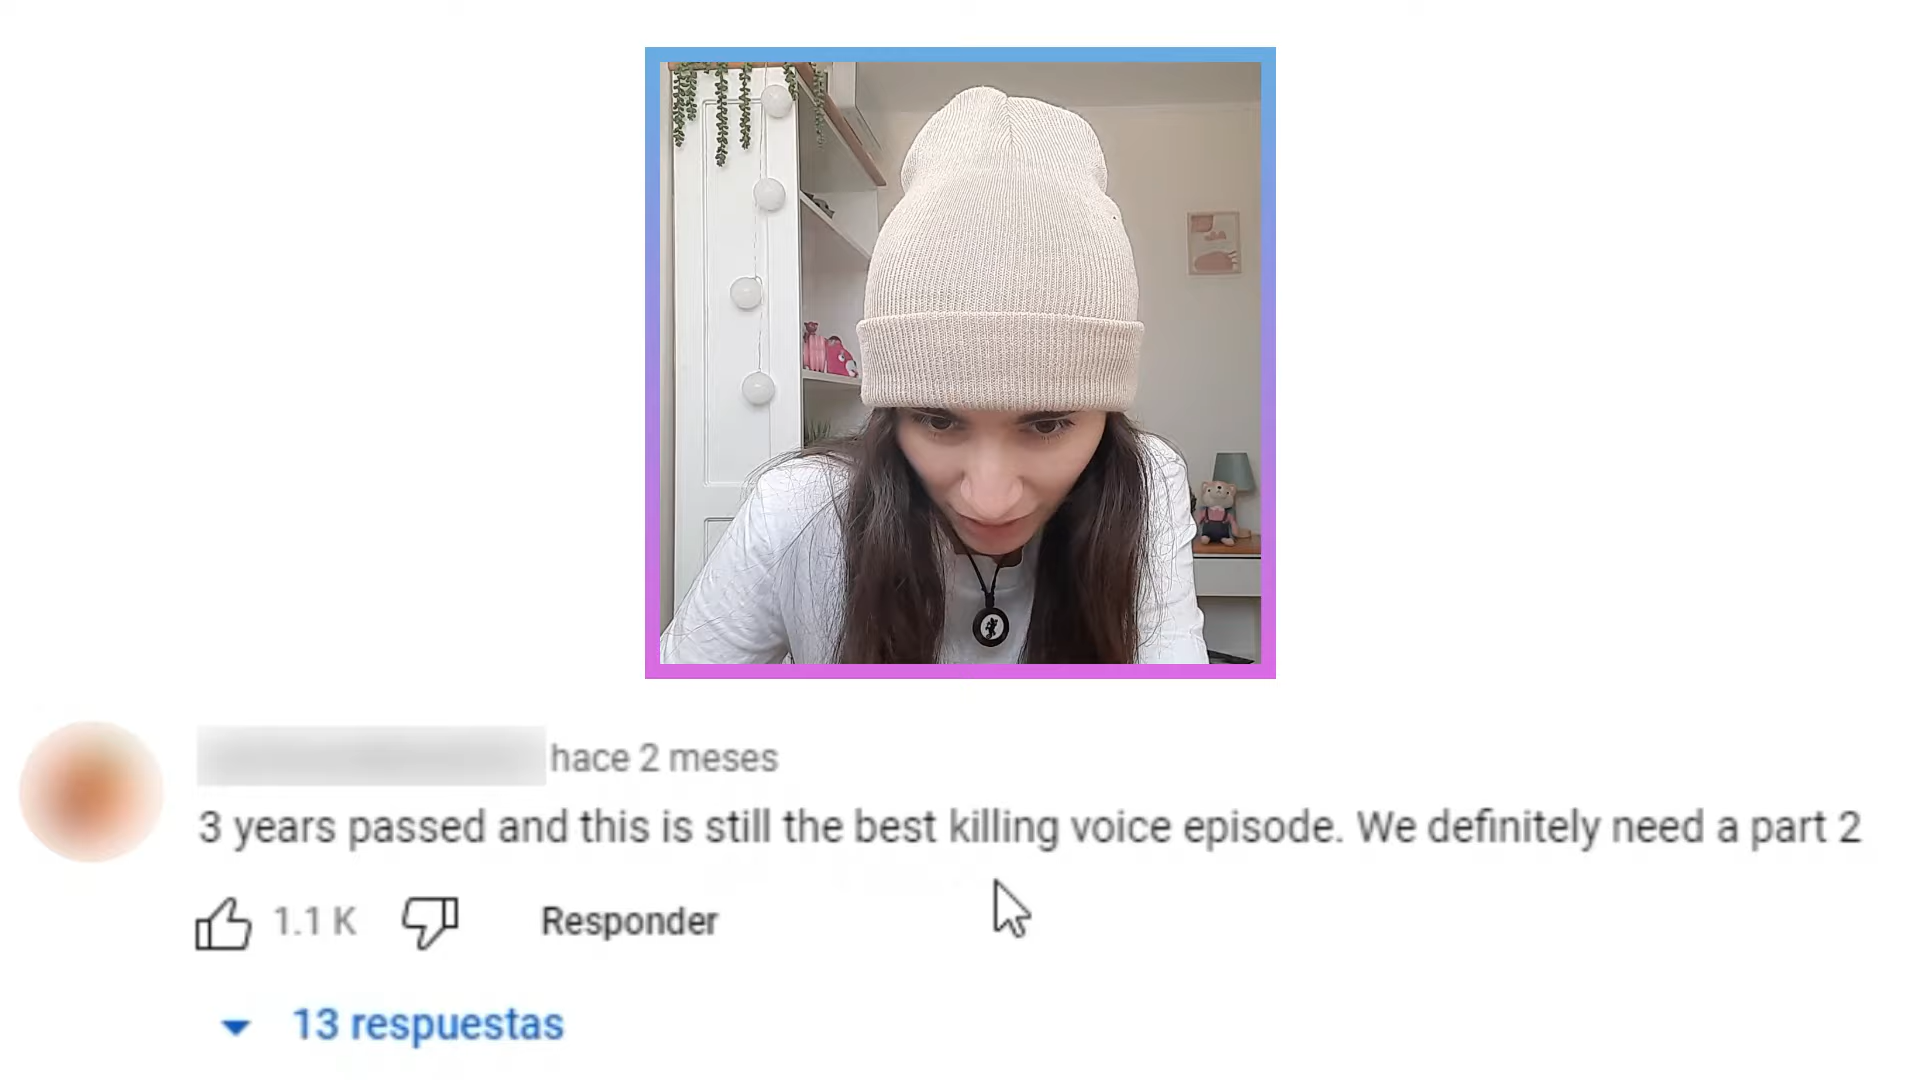 hace 2 meses
3 years passed and this is still the best killing voice episode. We definitely need a part 2
1.1 K Responder
13 respuestas